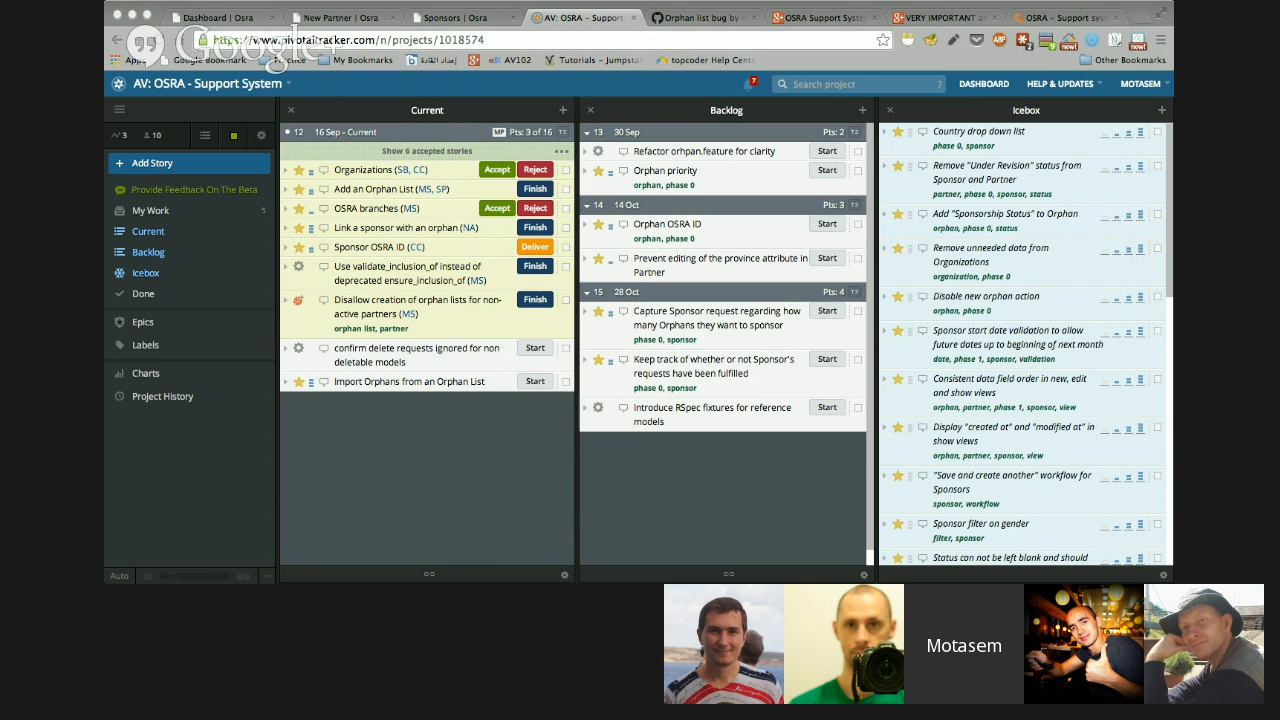 Dashboard | Osra
New Partner | Osra
Sponsors | Osra
AV: OSRA - Support
Orphan list bug by
OSRA Support Syste
VERY IMPORTANT a
OSRA – Support syst
https://www.pivotaltracker.com/n/projects/1018574
Google+
Apps
Google Bookmark
Practice
My Bookmarks
إعداد القادة
AV102
Tutorials – Jumpsta
topcoder Help Cente
Other Bookmarks
AV: OSRA - Support System
7
Search project
?
DASHBOARD
HELP & UPDATES
MOTASEM
3
10
Add Story
Provide Feedback On The Beta
My Work
5
Current
Backlog
Icebox
Done
Epics
Labels
Charts
Project History
Auto
Current
12 16 Sep - Current
MP Pts: 3 of 16 TS
Show 6 accepted stories
Organizations (SB, CC)
Accept Reject
Add an Orphan List (MS, SP)
Finish
OSRA branches (MS)
Accept Reject
Link a sponsor with an orphan (NA)
Finish
Sponsor OSRA ID (CC)
Deliver
Use validate_inclusion_of instead of
deprecated ensure_inclusion_of (MS)
Finish
Disallow creation of orphan lists for non-
active partners (MS)
orphan list, partner
Finish
confirm delete requests ignored for non
deletable models
Start
Import Orphans from an Orphan List
Start
Backlog
13 30 Sep
Pts: 2 TS
Refactor orhpan.feature for clarity
Start
Orphan priority
orphan, phase 0
Start
14 14 Oct
Pts: 3 TS
Orphan OSRA ID
orphan, phase 0
Start
Prevent editing of the province attribute in
Partner
Start
15 28 Oct
Pts: 4 TS
Capture Sponsor request regarding how
many Orphans they want to sponsor
phase 0, sponsor
Start
Keep track of whether or not Sponsor's
requests have been fulfilled
phase 0, sponsor
Start
Introduce RSpec fixtures for reference
models
Start
Icebox
Country drop down list
phase 0, sponsor
Remove "Under Revision" status from
Sponsor and Partner
partner, phase 0, sponsor, status
Add "Sponsorship Status" to Orphan
orphan, phase 0, status
Remove unneeded data from
Organizations
organization, phase 0
Disable new orphan action
orphan, phase 0
Sponsor start date validation to allow
future dates up to beginning of next month
date, phase 1, sponsor, validation
Consistent data field order in new, edit
and show views
orphan, partner, phase 1, sponsor, view
Display "created at" and "modified at" in
show views
orphan, partner, sponsor, view
"Save and create another" workflow for
Sponsors
sponsor, workflow
Sponsor filter on gender
filter, sponsor
Status can not be left blank and should
Motasem